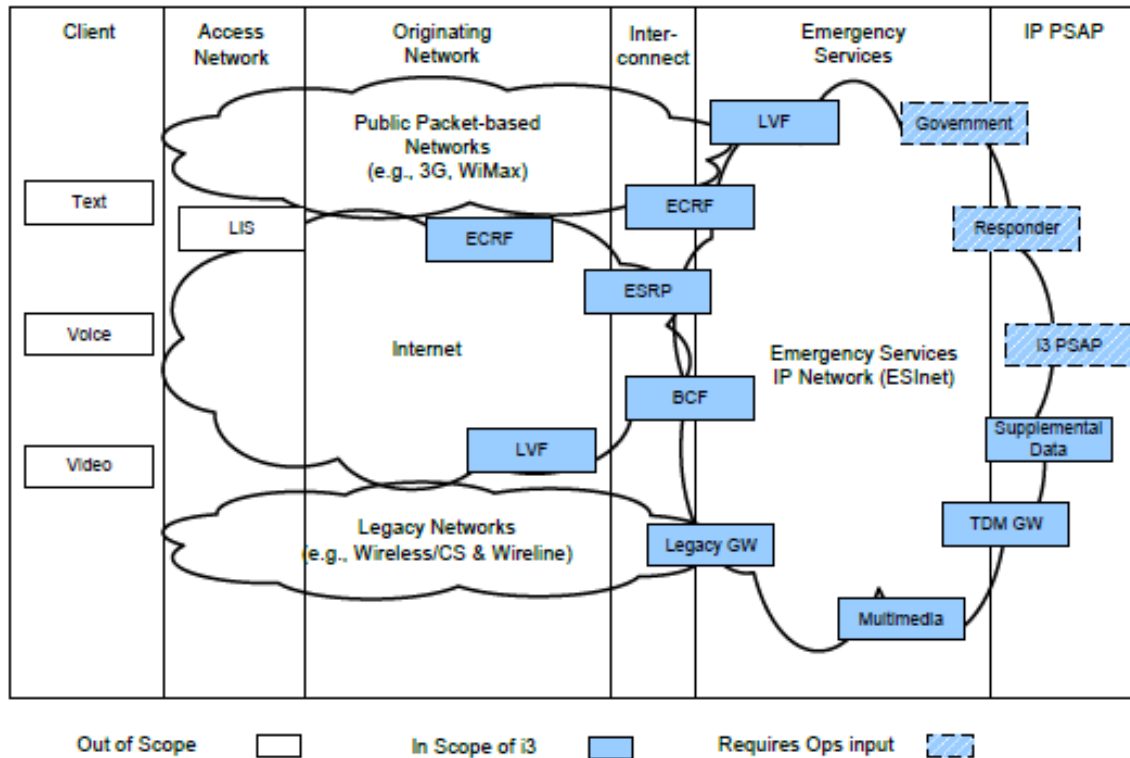 Client
Access
Network
Originating
Network
Inter-
connect
Emergency
Services
IP PSAP
Public Packet-based
Networks
(e.g., 3G, WiMax)
LVF
Government
Text
LIS
ECRF
ECRF
Responder
ESRP
Voice
Internet
Emergency Services
IP Network (ESInet)
i3 PSAP
BCF
Video
LVF
Supplemental
Data
Legacy Networks
(e.g., Wireless/CS & Wireline)
Legacy GW
TDM GW
Multimedia
Out of Scope
In Scope of i3
Requires Ops input